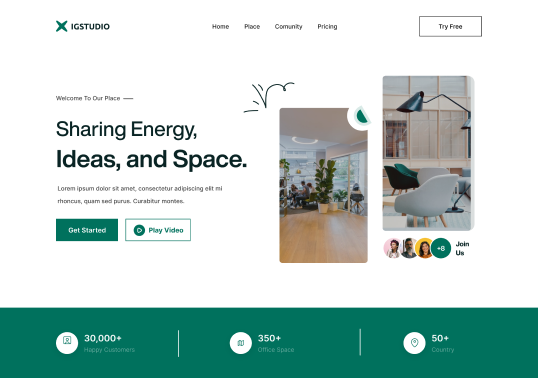 IGSTUDIO
Home
Place
Comunity
Pricing
Try Free
Welcome To Our Place
Sharing Energy,
Ideas, and Space.
Lorem ipsum dolor sit amet, consectetur adipiscing elit mi
rhoncus, quam sed purus. Curabitur montes.
Get Started
Play Video
+8
Join
Us
30,000+
Happy Customers
350+
Office Space
50+
Country